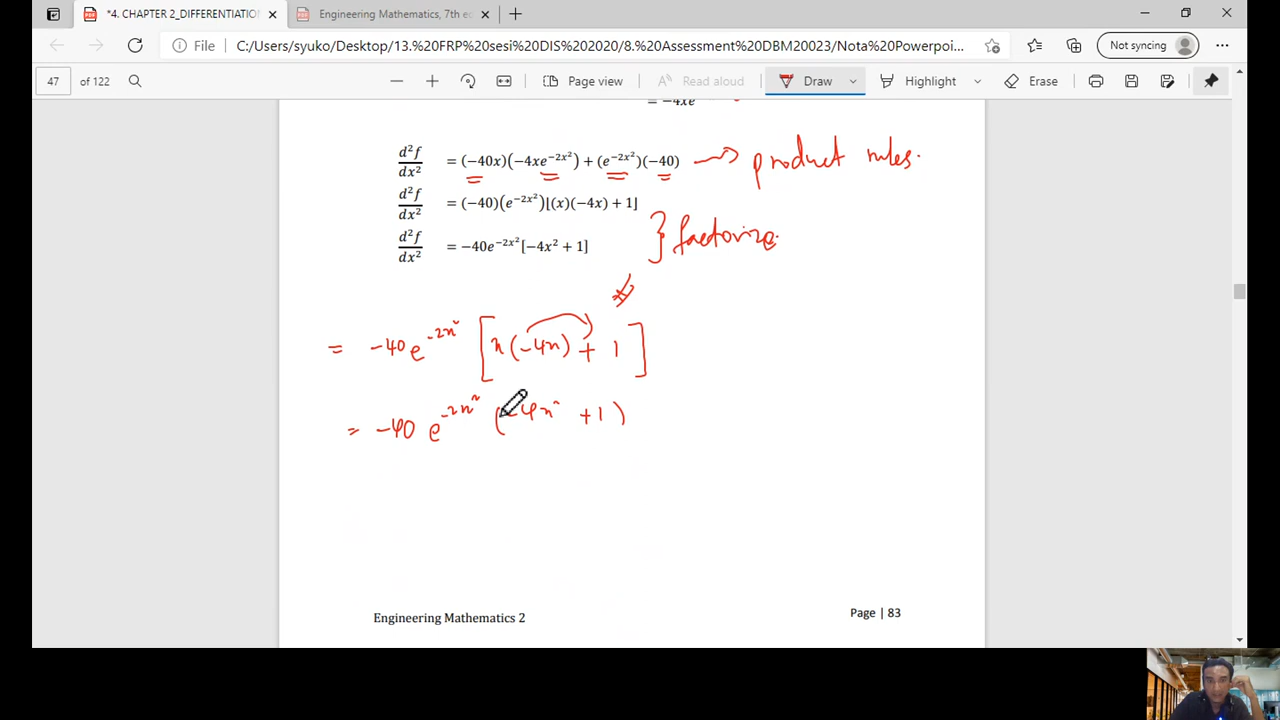 *4. CHAPTER 2_DIFFERENTIATIO
Engineering Mathematics, 7th e
File C:/Users/syuko/Desktop/13.%20FRP%20sesi%20DIS%202020/8.%20Assessment%20DBM20023/Nota%20Powerpoi...
Not syncing
47 of 122 Page view Read aloud Draw Highlight Erase
= −4xe
d²f/dx² = (−40x)(−4xe^{−2x²}) + (e^{−2x²})(−40) → product rules.
d²f/dx² = (−40)(e^{−2x²})[(x)(−4x) + 1]
} factorize.
d²f/dx² = −40e^{−2x²}[−4x² + 1]
= −40e^{−2x²} [x(−4x) + 1]
= −40 e^{−2x²} (−4x² + 1)
Engineering Mathematics 2
Page | 83